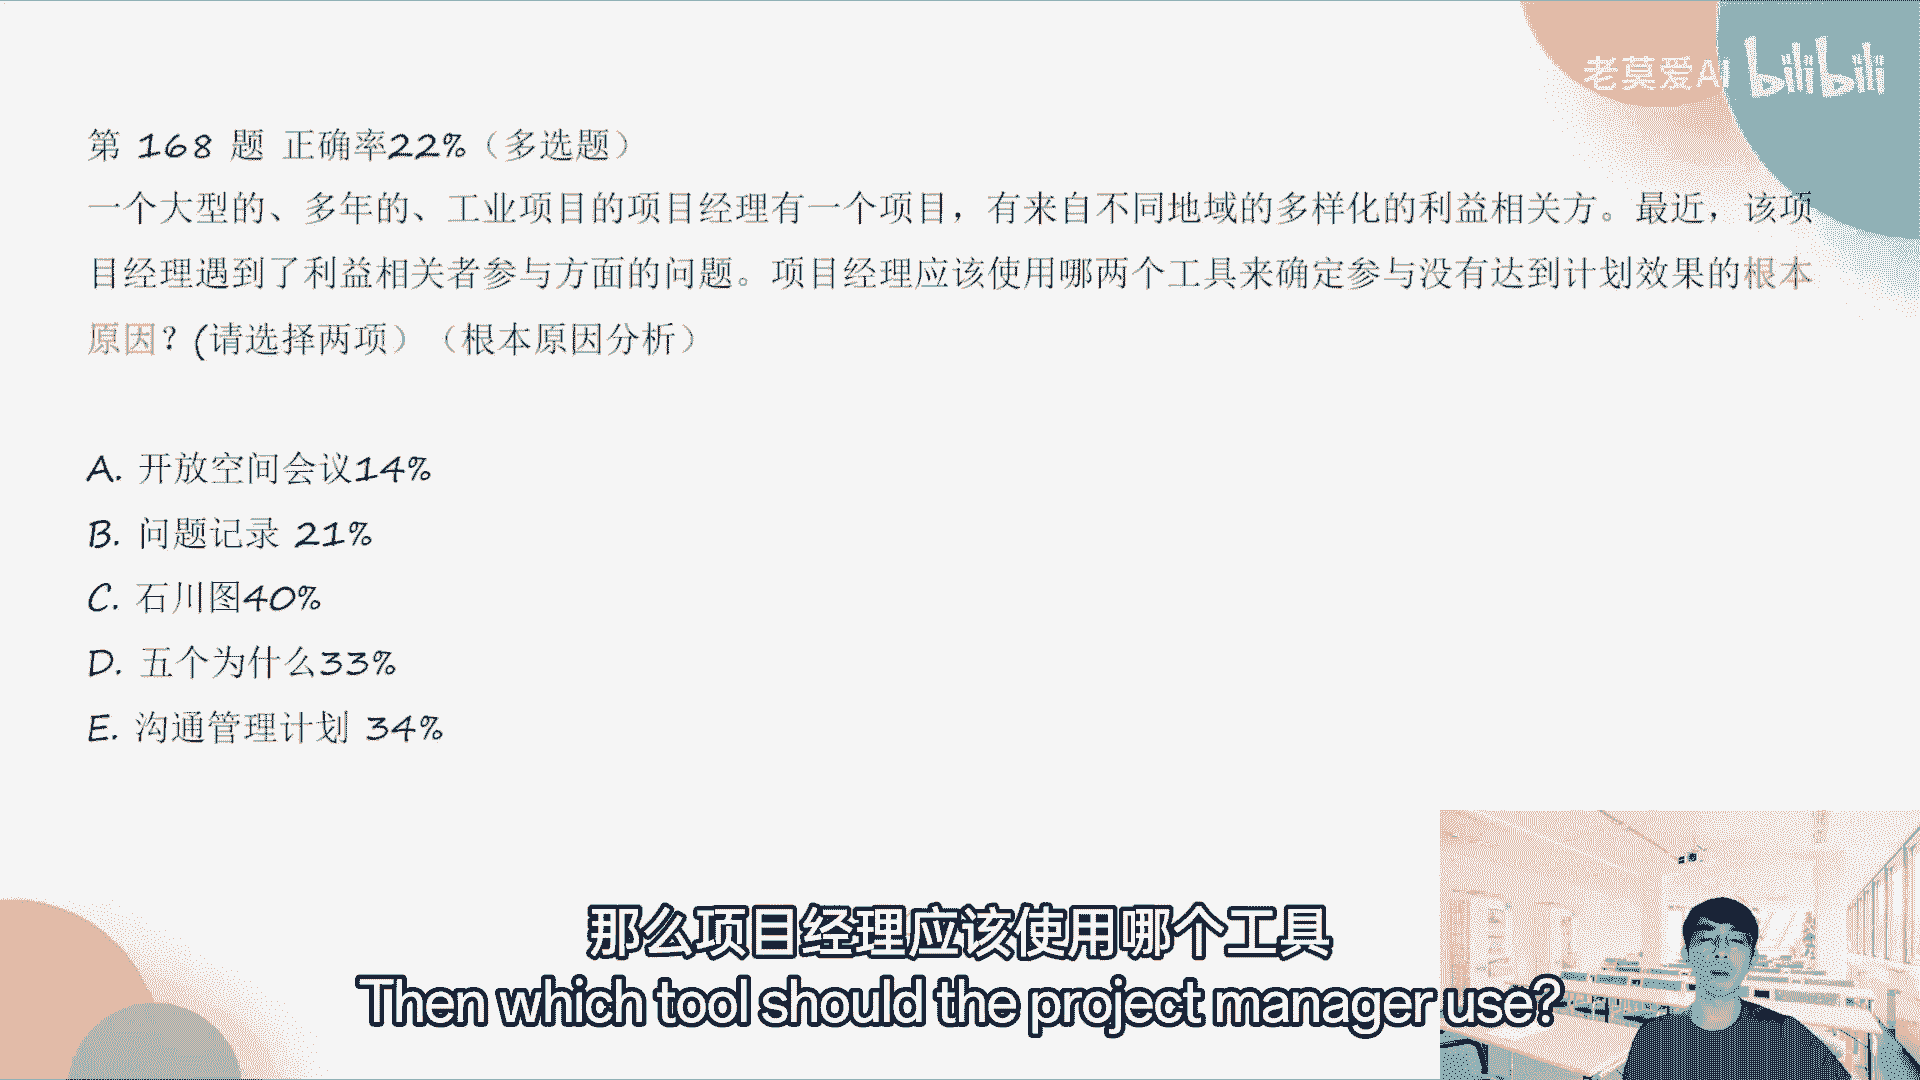 老莫爱AI bilibili
第 168 题 正确率22%（多选题）
一个大型的、多年的、工业项目的项目经理有一个项目，有来自不同地域的多样化的利益相关方。最近，该项
目经理遇到了利益相关者参与方面的问题。项目经理应该使用哪两个工具来确定参与没有达到计划效果的根本
原因？(请选择两项）（根本原因分析）
A. 开放空间会议14%
B. 问题记录 21%
C. 石川图40%
D. 五个为什么33%
E. 沟通管理计划 34%
那么项目经理应该使用哪个工具
Then which tool should the project manager use?